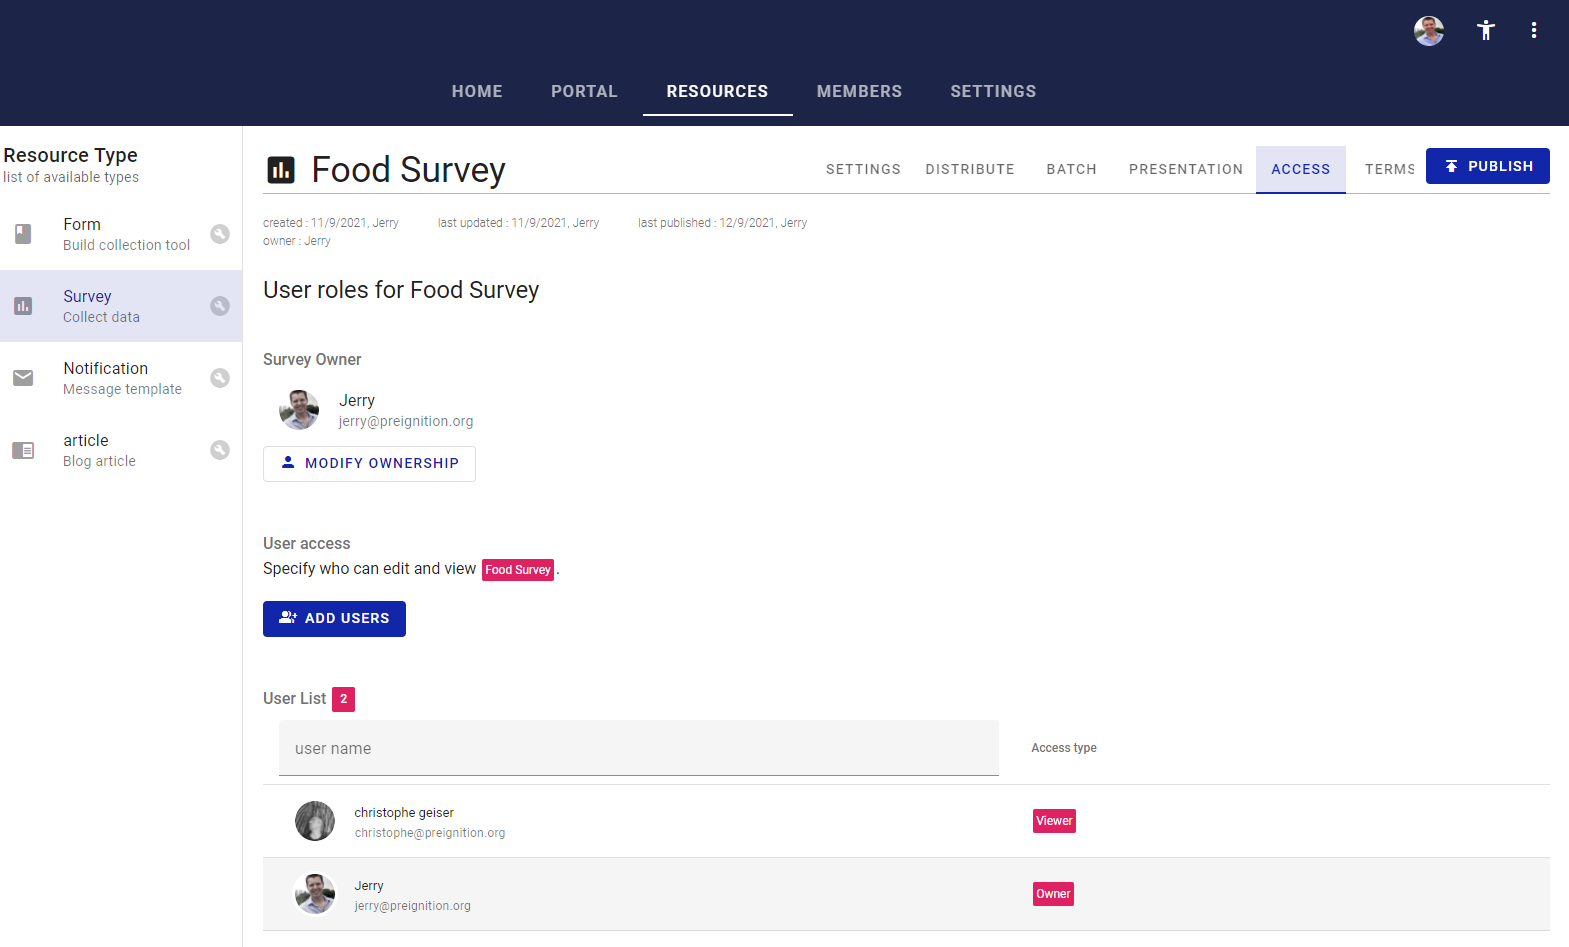 HOME PORTAL RESOURCES MEMBERS SETTINGS
Resource Type
list of available types
Form
Build collection tool
Survey
Collect data
Notification
Message template
article
Blog article
Food Survey
SETTINGS DISTRIBUTE BATCH PRESENTATION ACCESS TERMS PUBLISH
created : 11/9/2021, Jerry last updated : 11/9/2021, Jerry last published : 12/9/2021, Jerry
owner : Jerry
User roles for Food Survey
Survey Owner
Jerry
jerry@preignition.org
MODIFY OWNERSHIP
User access
Specify who can edit and view Food Survey .
ADD USERS
User List 2
user name Access type
christophe geiser
christophe@preignition.org
Viewer
Jerry
jerry@preignition.org
Owner